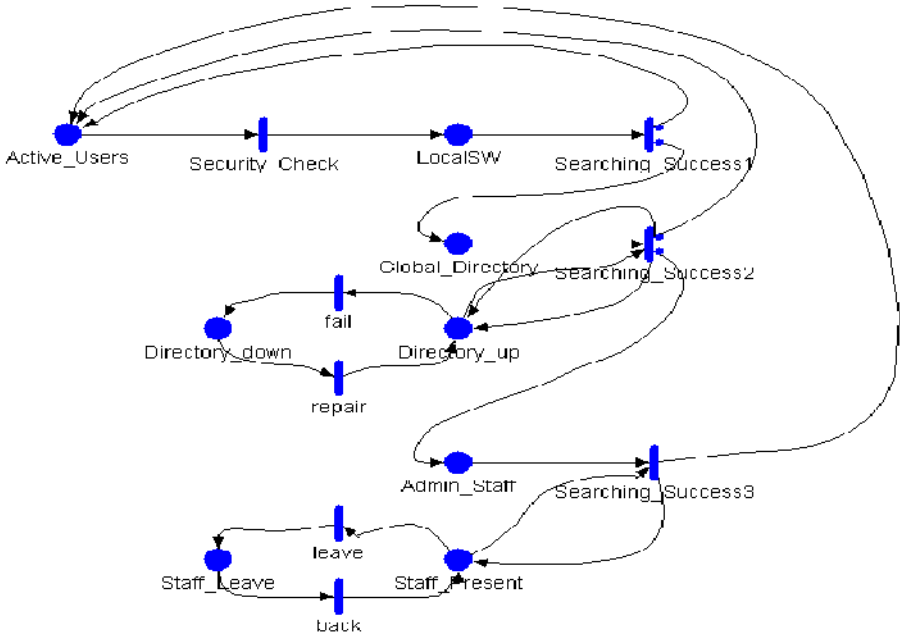 Active_Users
Security_Check
LocalSW
Searching_Success1
Global_Directory
Searching_Success2
fail
Directory_down
Directory_up
repair
Admin_Staff
Searching_Success3
leave
Staff_Leave
Staff_Present
back